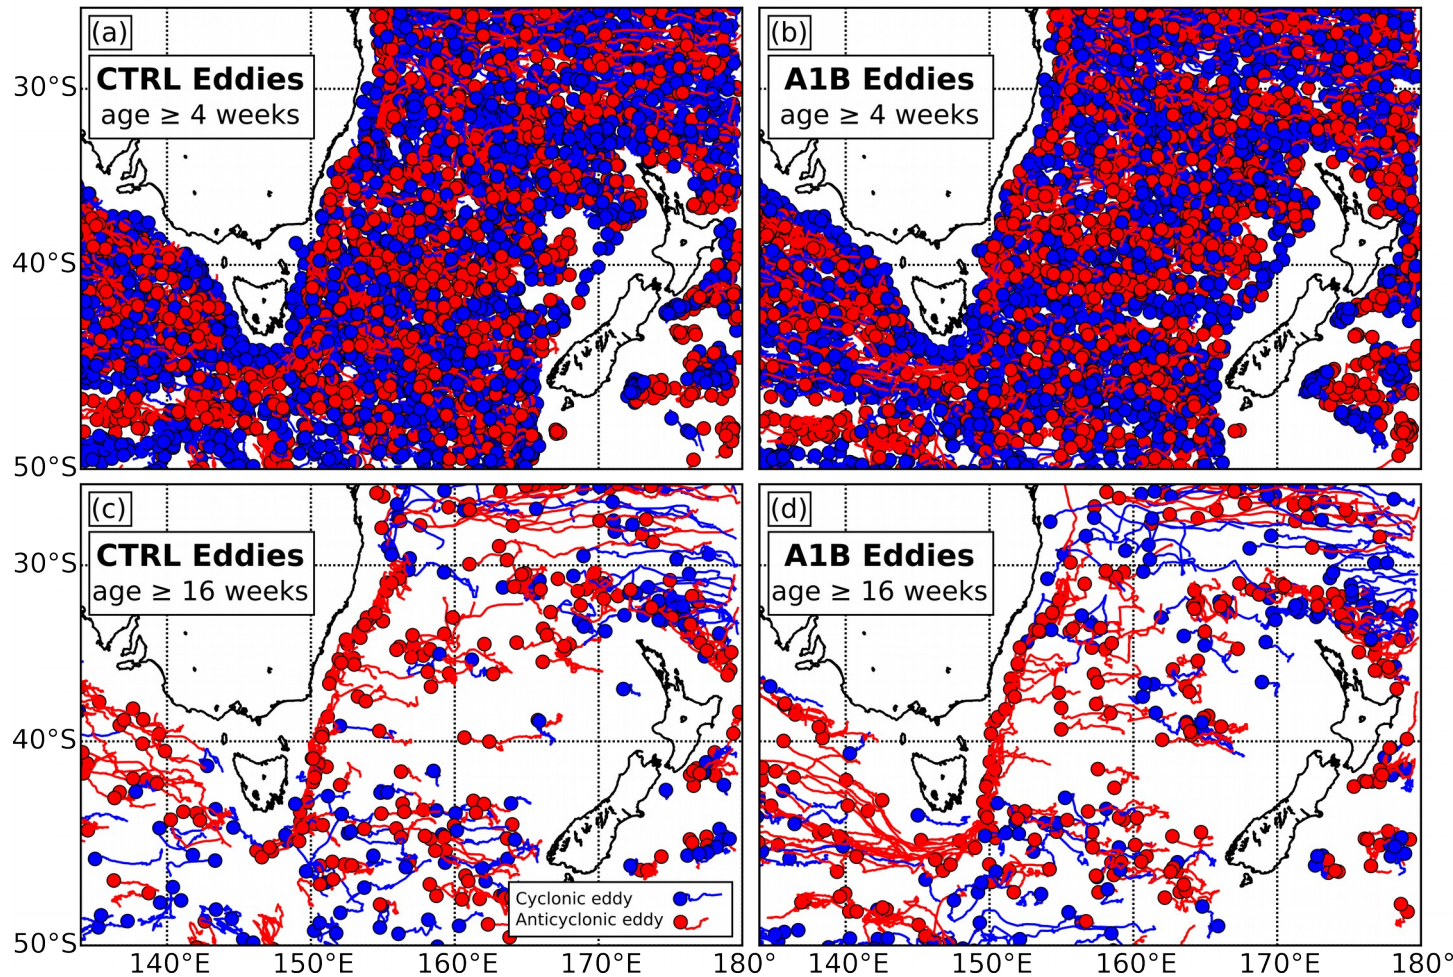 (a)
CTRL Eddies
age ≥ 4 weeks
(b)
A1B Eddies
age ≥ 4 weeks
30°S
40°S
50°S
(c)
CTRL Eddies
age ≥ 16 weeks
(d)
A1B Eddies
age ≥ 16 weeks
30°S
40°S
50°S
Cyclonic eddy
Anticyclonic eddy
140°E 150°E 160°E 170°E 180°
140°E 150°E 160°E 170°E 180°